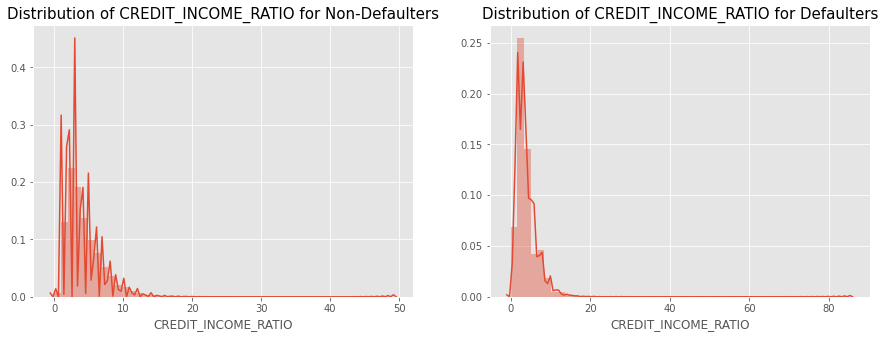 Distribution of CREDIT_INCOME_RATIO for Non-Defaulters
0.4
0.3
0.2
0.1
0.0
0 10 20 30 40 50
CREDIT_INCOME_RATIO
Distribution of CREDIT_INCOME_RATIO for Defaulters
0.25
0.20
0.15
0.10
0.05
0.00
0 20 40 60 80
CREDIT_INCOME_RATIO